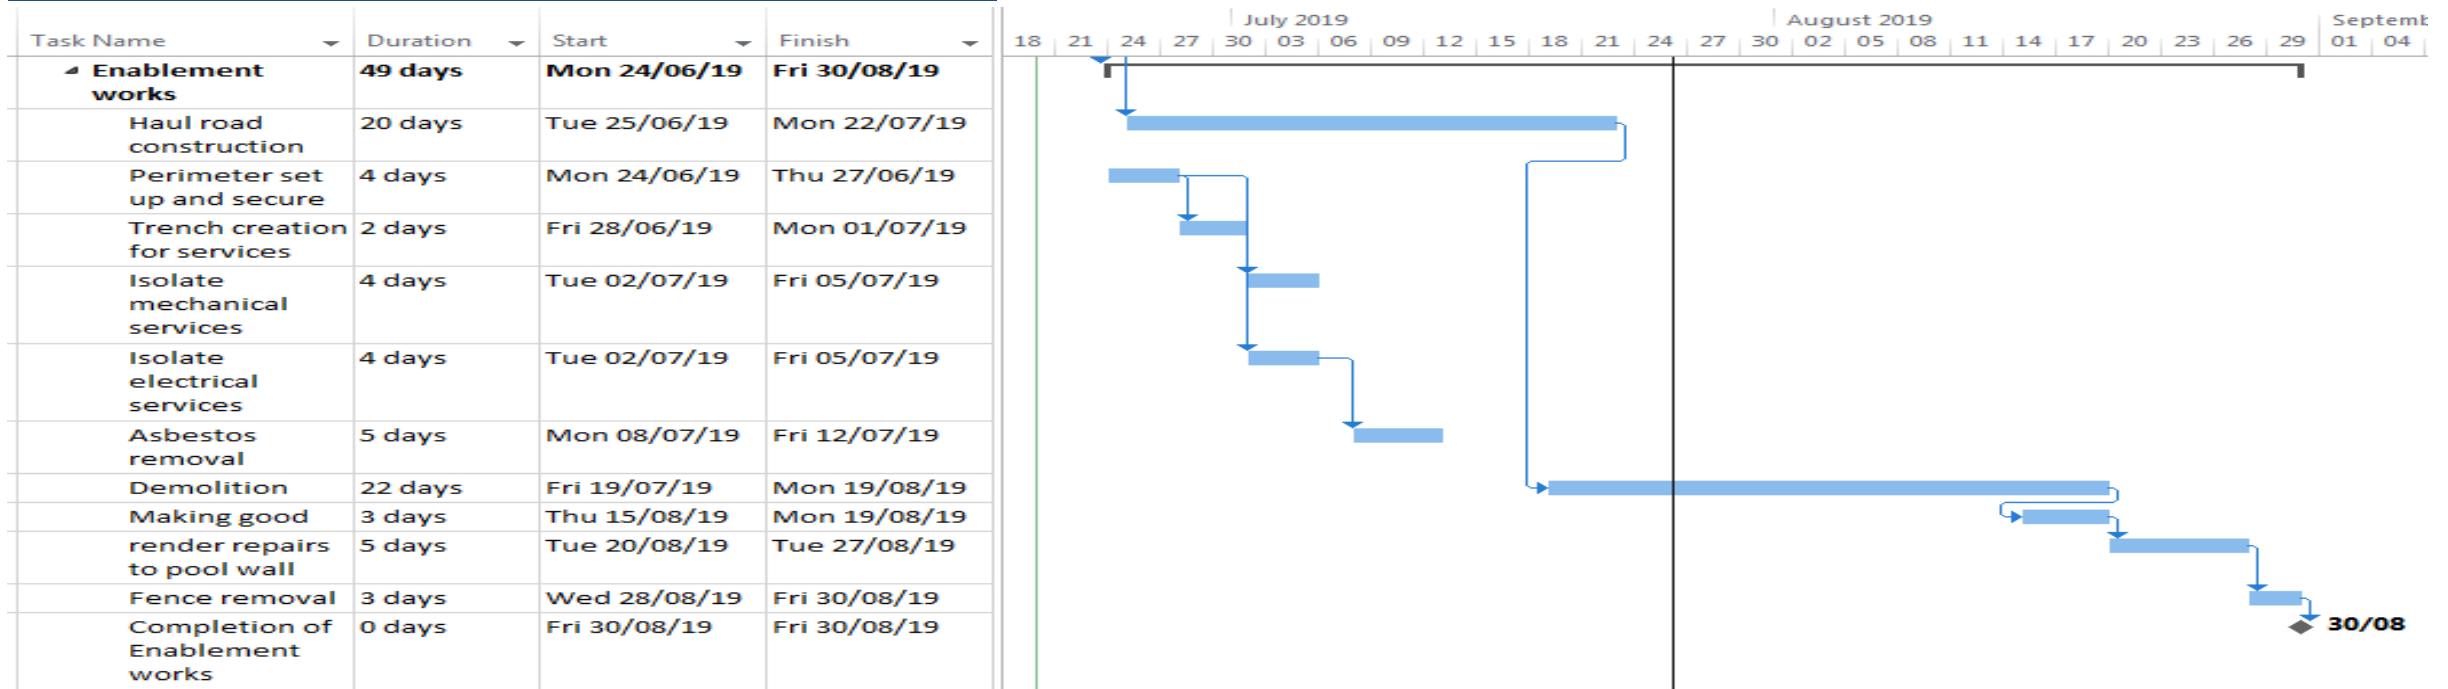 July 2019 August 2019 Septemb
Task Name Duration Start Finish 18 21 24 27 30 03 06 09 12 15 18 21 24 27 30 02 05 08 11 14 17 20 23 26 29 01 04
Enablement 49 days Mon 24/06/19 Fri 30/08/19
works
Haul road 20 days Tue 25/06/19 Mon 22/07/19
construction
Perimeter set 4 days Mon 24/06/19 Thu 27/06/19
up and secure
Trench creation 2 days Fri 28/06/19 Mon 01/07/19
for services
Isolate 4 days Tue 02/07/19 Fri 05/07/19
mechanical
services
Isolate 4 days Tue 02/07/19 Fri 05/07/19
electrical
services
Asbestos 5 days Mon 08/07/19 Fri 12/07/19
removal
Demolition 22 days Fri 19/07/19 Mon 19/08/19
Making good 3 days Thu 15/08/19 Mon 19/08/19
render repairs 5 days Tue 20/08/19 Tue 27/08/19
to pool wall
Fence removal 3 days Wed 28/08/19 Fri 30/08/19
Completion of 0 days Fri 30/08/19 Fri 30/08/19 30/08
Enablement
works